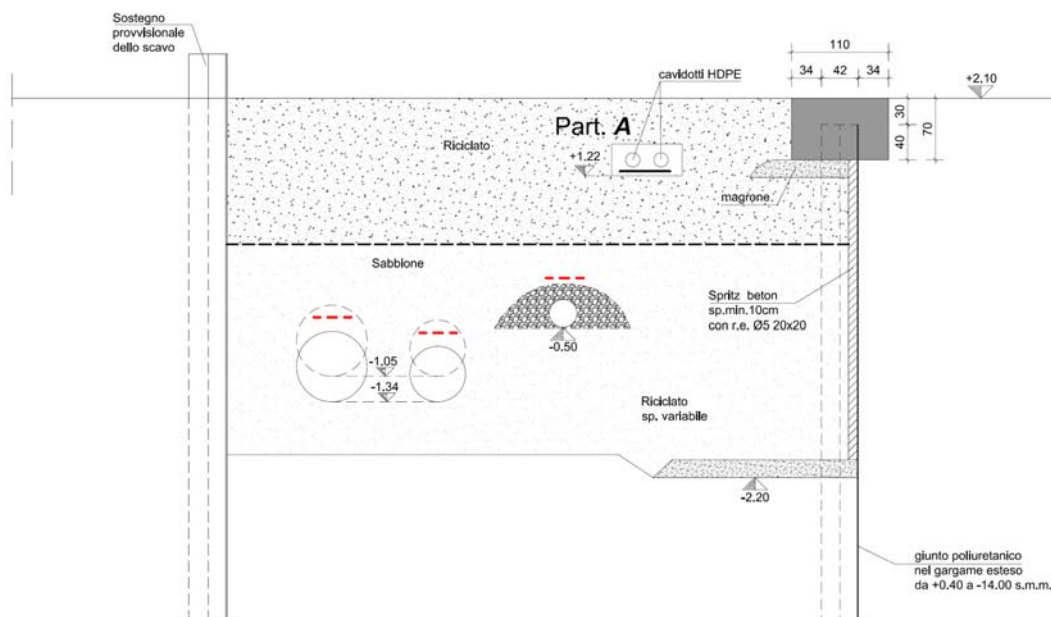 Sostegno
provvisionale
dello scavo
110
34 42 34
cavidotti HDPE
+2.10
30
40
70
Part. A
Riciclato
+1.22
magrone
Sabbione
Spritz beton
sp.min.10cm
con r.e. Ø5 20x20
-0.50
-1.05
-1.34
Riciclato
sp. variabile
-2.20
giunto poliuretanico
nel gargame esteso
da +0.40 a -14.00 s.m.m.